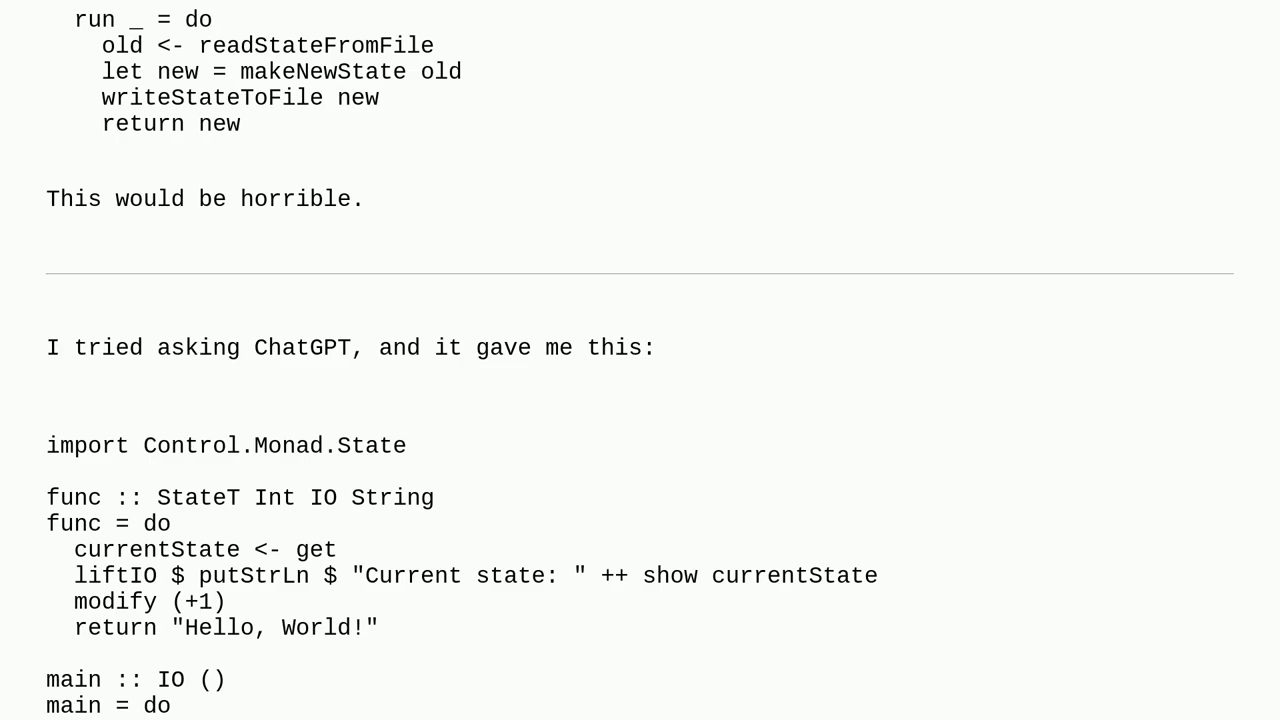 run _ = do
old <- readStateFromFile
let new = makeNewState old
writeStateToFile new
return new
This would be horrible.
I tried asking ChatGPT, and it gave me this:
import Control.Monad.State
func :: StateT Int IO String
func = do
currentState <- get
liftIO $ putStrLn $ "Current state: " ++ show currentState
modify (+1)
return "Hello, World!"
main :: IO ()
main = do